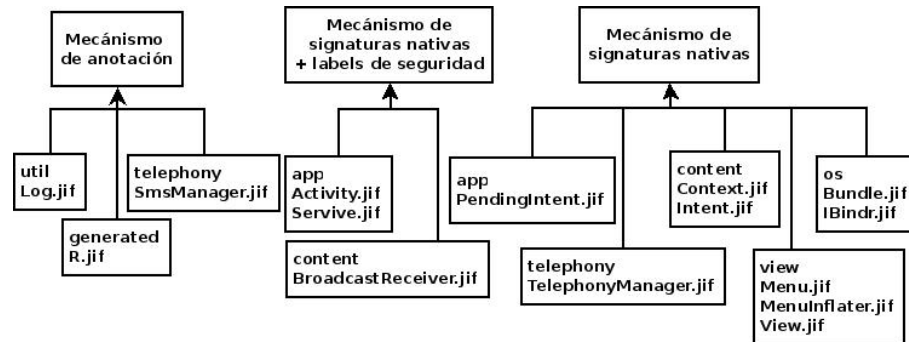 Mecánismo
de anotación
Mecánismo de
signaturas nativas
+ labels de seguridad
Mecánismo de
signaturas nativas
util
Log.jif
telephony
SmsManager.jif
generated
R.jif
app
Activity.jif
Servive.jif
content
BroadcastReceiver.jif
app
PendingIntent.jif
telephony
TelephonyManager.jif
content
Context.jif
Intent.jif
view
Menu.jif
MenuInflater.jif
View.jif
os
Bundle.jif
IBindr.jif